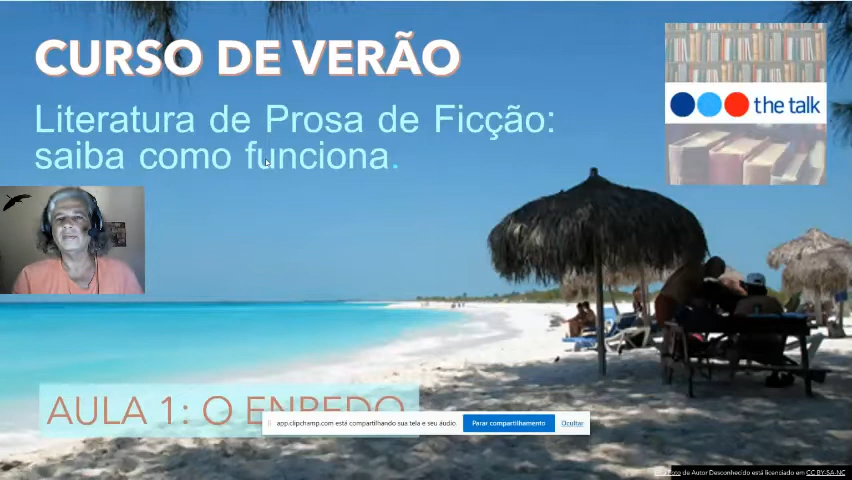 CURSO DE VERÃO
Literatura de Prosa de Ficção:
saiba como funciona.
the talk
AULA 1: O ENREDO
app.clipchamp.com está compartilhando sua tela e seu áudio.
Parar compartilhamento
Ocultar
Foto de Autor Desconhecido está licenciado em CC BY-SA-NC